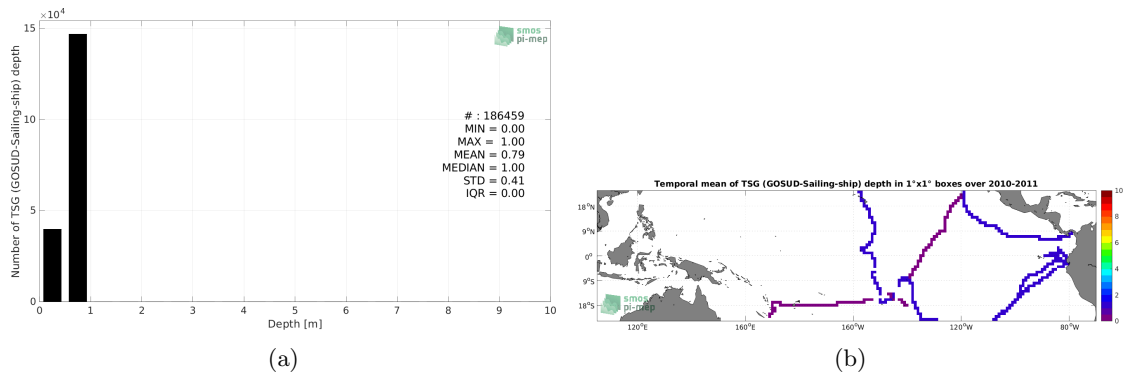 ×10⁴
15
10
5
0
Number of TSG (GOSUD-Sailing-ship) depth
smos
pi-mep
# : 186459
MIN = 0.00
MAX = 1.00
MEAN = 0.79
MEDIAN = 1.00
STD = 0.41
IQR = 0.00
0 1 2 3 4 5 6 7 8 9 10
Depth [m]
(a)
Temporal mean of TSG (GOSUD-Sailing-ship) depth in 1°x1° boxes over 2010-2011
18°N
9°N
0°
9°S
18°S
smos
pi-mep
120°E 160°E 160°W 120°W 80°W
10
8
6
4
2
0
(b)